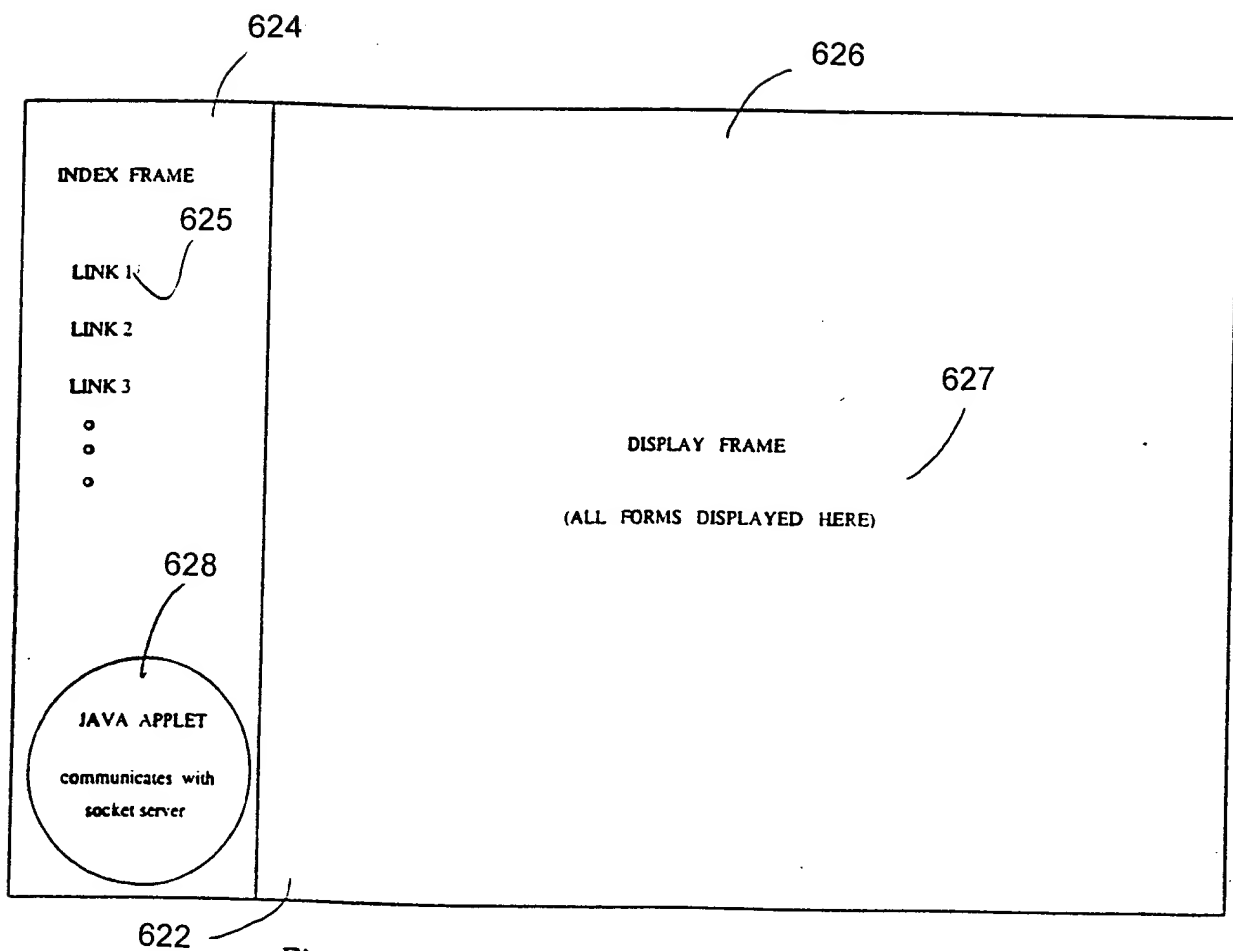 624
626
INDEX FRAME
625
LINK 1
LINK 2
LINK 3
627
DISPLAY FRAME
(ALL FORMS DISPLAYED HERE)
628
JAVA APPLET
communicates with
socket server
622